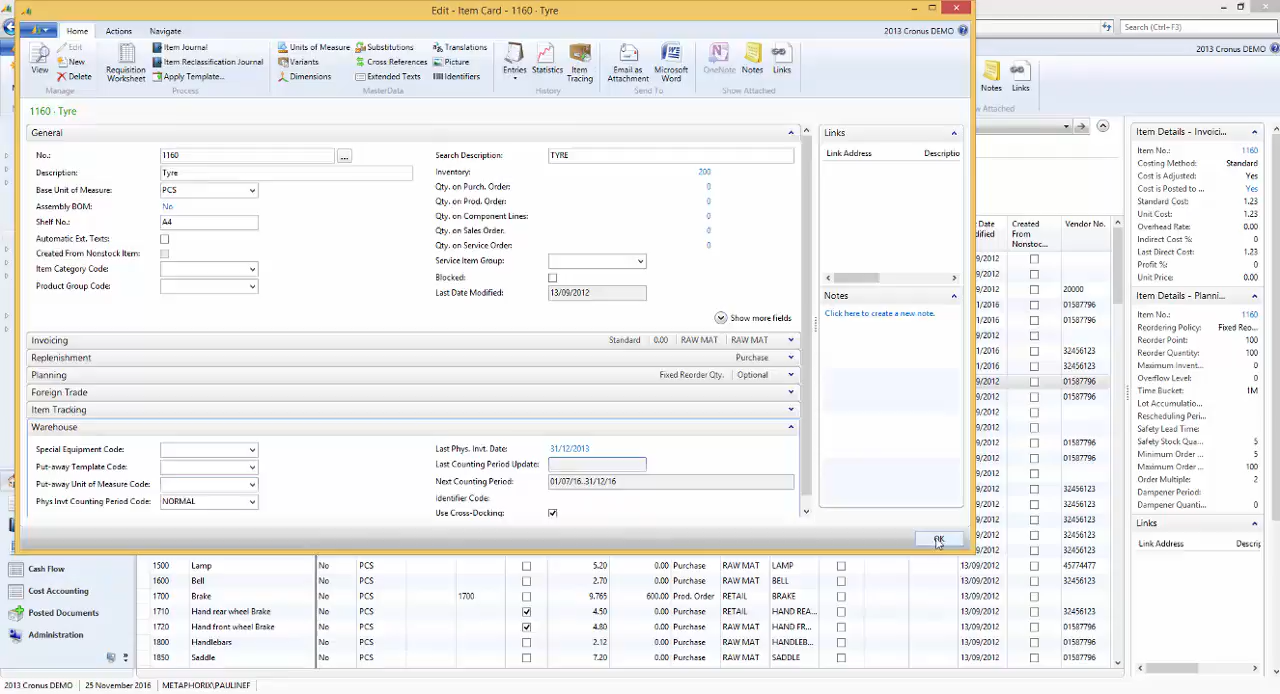 Edit - Item Card - 1160 · Tyre
Home Actions Navigate 2013 Cronus DEMO
View Edit New Delete
Manage
Requisition Worksheet
Item Journal
Item Reclassification Journal
Apply Template...
Process
Units of Measure Substitutions Translations
Variants Cross References Picture
Dimensions Extended Texts Identifiers
MasterData
Entries Statistics Item Tracking
History
Email as Attachment Microsoft Word
Send To
OneNote Notes Links
Show Attached
Search (Ctrl+F3)
2013 Cronus DEMO
Notes Links
Attached
1160 · Tyre
General
No.: 1160 ...
Description: Tyre
Base Unit of Measure: PCS
Assembly BOM: No
Shelf No.: A4
Automatic Ext. Texts:
Created From Nonstock Item:
Item Category Code:
Product Group Code:
Search Description: TYRE
Inventory: 200
Qty. on Purch. Order: 0
Qty. on Prod. Order: 0
Qty. on Component Lines: 0
Qty. on Sales Order: 0
Qty. on Service Order: 0
Service Item Group:
Blocked:
Last Date Modified: 13/09/2012
Show more fields
Invoicing Standard 0.00 RAW MAT RAW MAT
Replenishment Purchase
Planning Fixed Reorder Qty. Optional
Foreign Trade
Item Tracking
Warehouse
Special Equipment Code:
Put-away Template Code:
Put-away Unit of Measure Code:
Phys Invt Counting Period Code: NORMAL
Last Phys. Invt. Date: 31/12/2013
Last Counting Period Update:
Next Counting Period: 01/07/16..31/12/16
Identifier Code:
Use Cross-Docking:
OK
Links
Link Address Descriptio
Notes
Click here to create a new note.
Created From Nonstoc... Vendor No.
20000
01587796
01587796
32456123
32456123
01587796
01587796
01587796
01587796
32456123
32456123
32456123
32456123
32456123
Item Details - Invoici...
Item No.: 1160
Costing Method: Standard
Cost is Adjusted: Yes
Cost is Posted to ... Yes
Standard Cost: 1.23
Unit Cost: 1.23
Overhead Rate: 0.00
Indirect Cost %: 0
Last Direct Cost: 1.23
Profit %: 0
Unit Price: 0.00
Item Details - Planni...
Item No.: 1160
Reordering Policy: Fixed Reo...
Reorder Point: 100
Reorder Quantity: 100
Maximum Invent... 0
Overflow Level: 0
Time Bucket: 1M
Lot Accumulatio...
Rescheduling Peri...
Safety Lead Time:
Safety Stock Qua... 5
Minimum Order ... 5
Maximum Order ... 100
Order Multiple: 2
Dampener Period:
Dampener Quanti... 0
Links
Link Address Descrip
Cash Flow
Cost Accounting
Posted Documents
Administration
1500 Lamp No PCS 5.20 0.00 Purchase RAW MAT LAMP 13/09/2012 45774477
1600 Bell No PCS 2.70 0.00 Purchase RAW MAT BELL 13/09/2012 32456123
1700 Brake No PCS 1700 9.765 600.00 Prod. Order RETAIL BRAKE 13/09/2012
1710 Hand rear wheel Brake No PCS 4.50 0.00 Purchase RETAIL HAND REA... 13/09/2012 32456123
1720 Hand front wheel Brake No PCS 4.80 0.00 Purchase RAW MAT HAND FR... 13/09/2012 01587796
1800 Handlebars No PCS 2.12 0.00 Purchase RAW MAT HANDLEB... 13/09/2012 01587796
1850 Saddle No PCS 7.20 0.00 Purchase RAW MAT SADDLE 13/09/2012 01587796
2013 Cronus DEMO 25 November 2016 METAPHORIX\PAULINEF